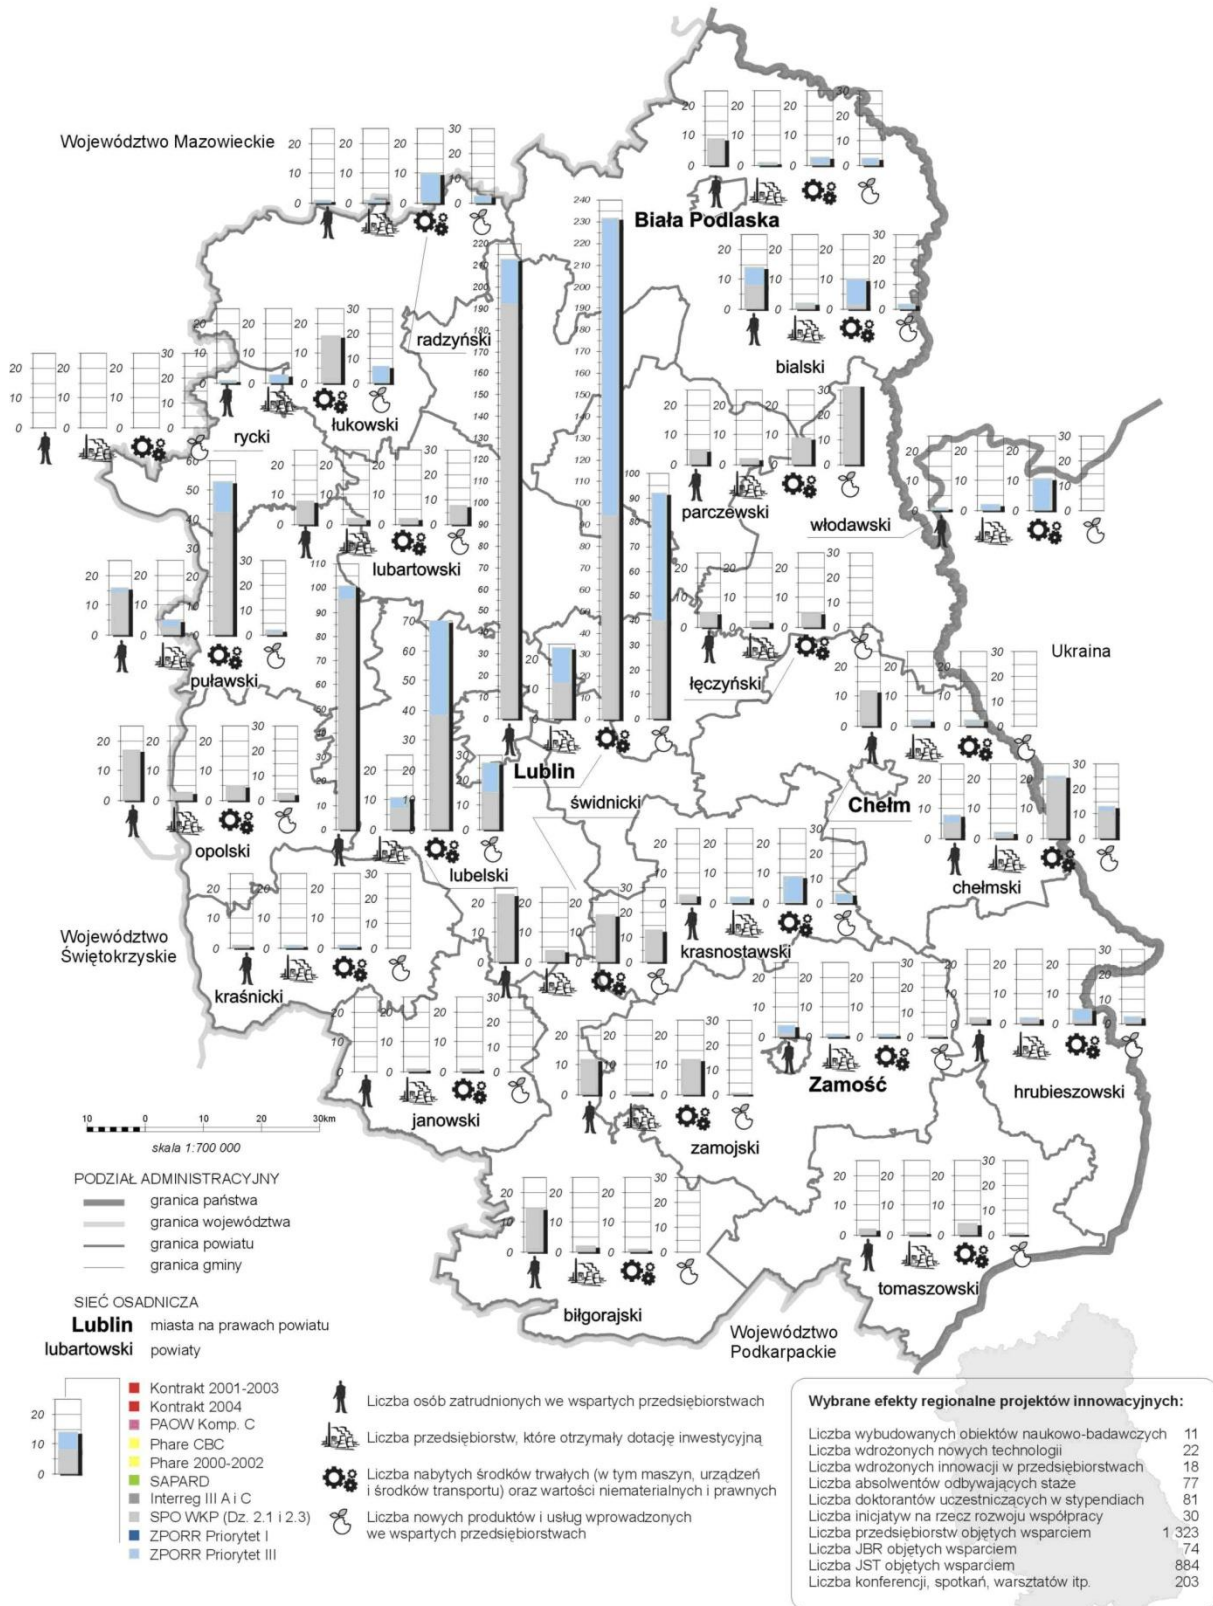 Województwo Mazowieckie
Biała Podlaska
bialski
radzyński
łukowski
rycki
parczewski
włodawski
lubartowski
puławski
łęczyński
Ukraina
Lublin
świdnicki
Chełm
chełmski
opolski
lubelski
krasnostawski
Województwo
Świętokrzyskie
kraśnicki
janowski
Zamość
zamojski
hrubieszowski
tomaszowski
biłgorajski
Województwo
Podkarpackie
10 0 10 20 30km
skala 1:700 000
PODZIAŁ ADMINISTRACYJNY
granica państwa
granica województwa
granica powiatu
granica gminy
SIEĆ OSADNICZA
Lublin miasta na prawach powiatu
lubartowski powiaty
20
10
0
Kontrakt 2001-2003
Kontrakt 2004
PAOW Komp. C
Phare CBC
Phare 2000-2002
SAPARD
Interreg III A i C
SPO WKP (Dz. 2.1 i 2.3)
ZPORR Priorytet I
ZPORR Priorytet III
Liczba osób zatrudnionych we wspartych przedsiębiorstwach
Liczba przedsiębiorstw, które otrzymały dotację inwestycyjną
Liczba nabytych środków trwałych (w tym maszyn, urządzeń
i środków transportu) oraz wartości niematerialnych i prawnych
Liczba nowych produktów i usług wprowadzonych
we wspartych przedsiębiorstwach
Wybrane efekty regionalne projektów innowacyjnych:
Liczba wybudowanych obiektów naukowo-badawczych 11
Liczba wdrożonych nowych technologii 22
Liczba wdrożonych innowacji w przedsiębiorstwach 18
Liczba absolwentów odbywających staże 77
Liczba doktorantów uczestniczących w stypendiach 81
Liczba inicjatyw na rzecz rozwoju współpracy 30
Liczba przedsiębiorstw objętych wsparciem 1 323
Liczba JBR objętych wsparciem 74
Liczba JST objętych wsparciem 884
Liczba konferencji, spotkań, warsztatów itp. 203